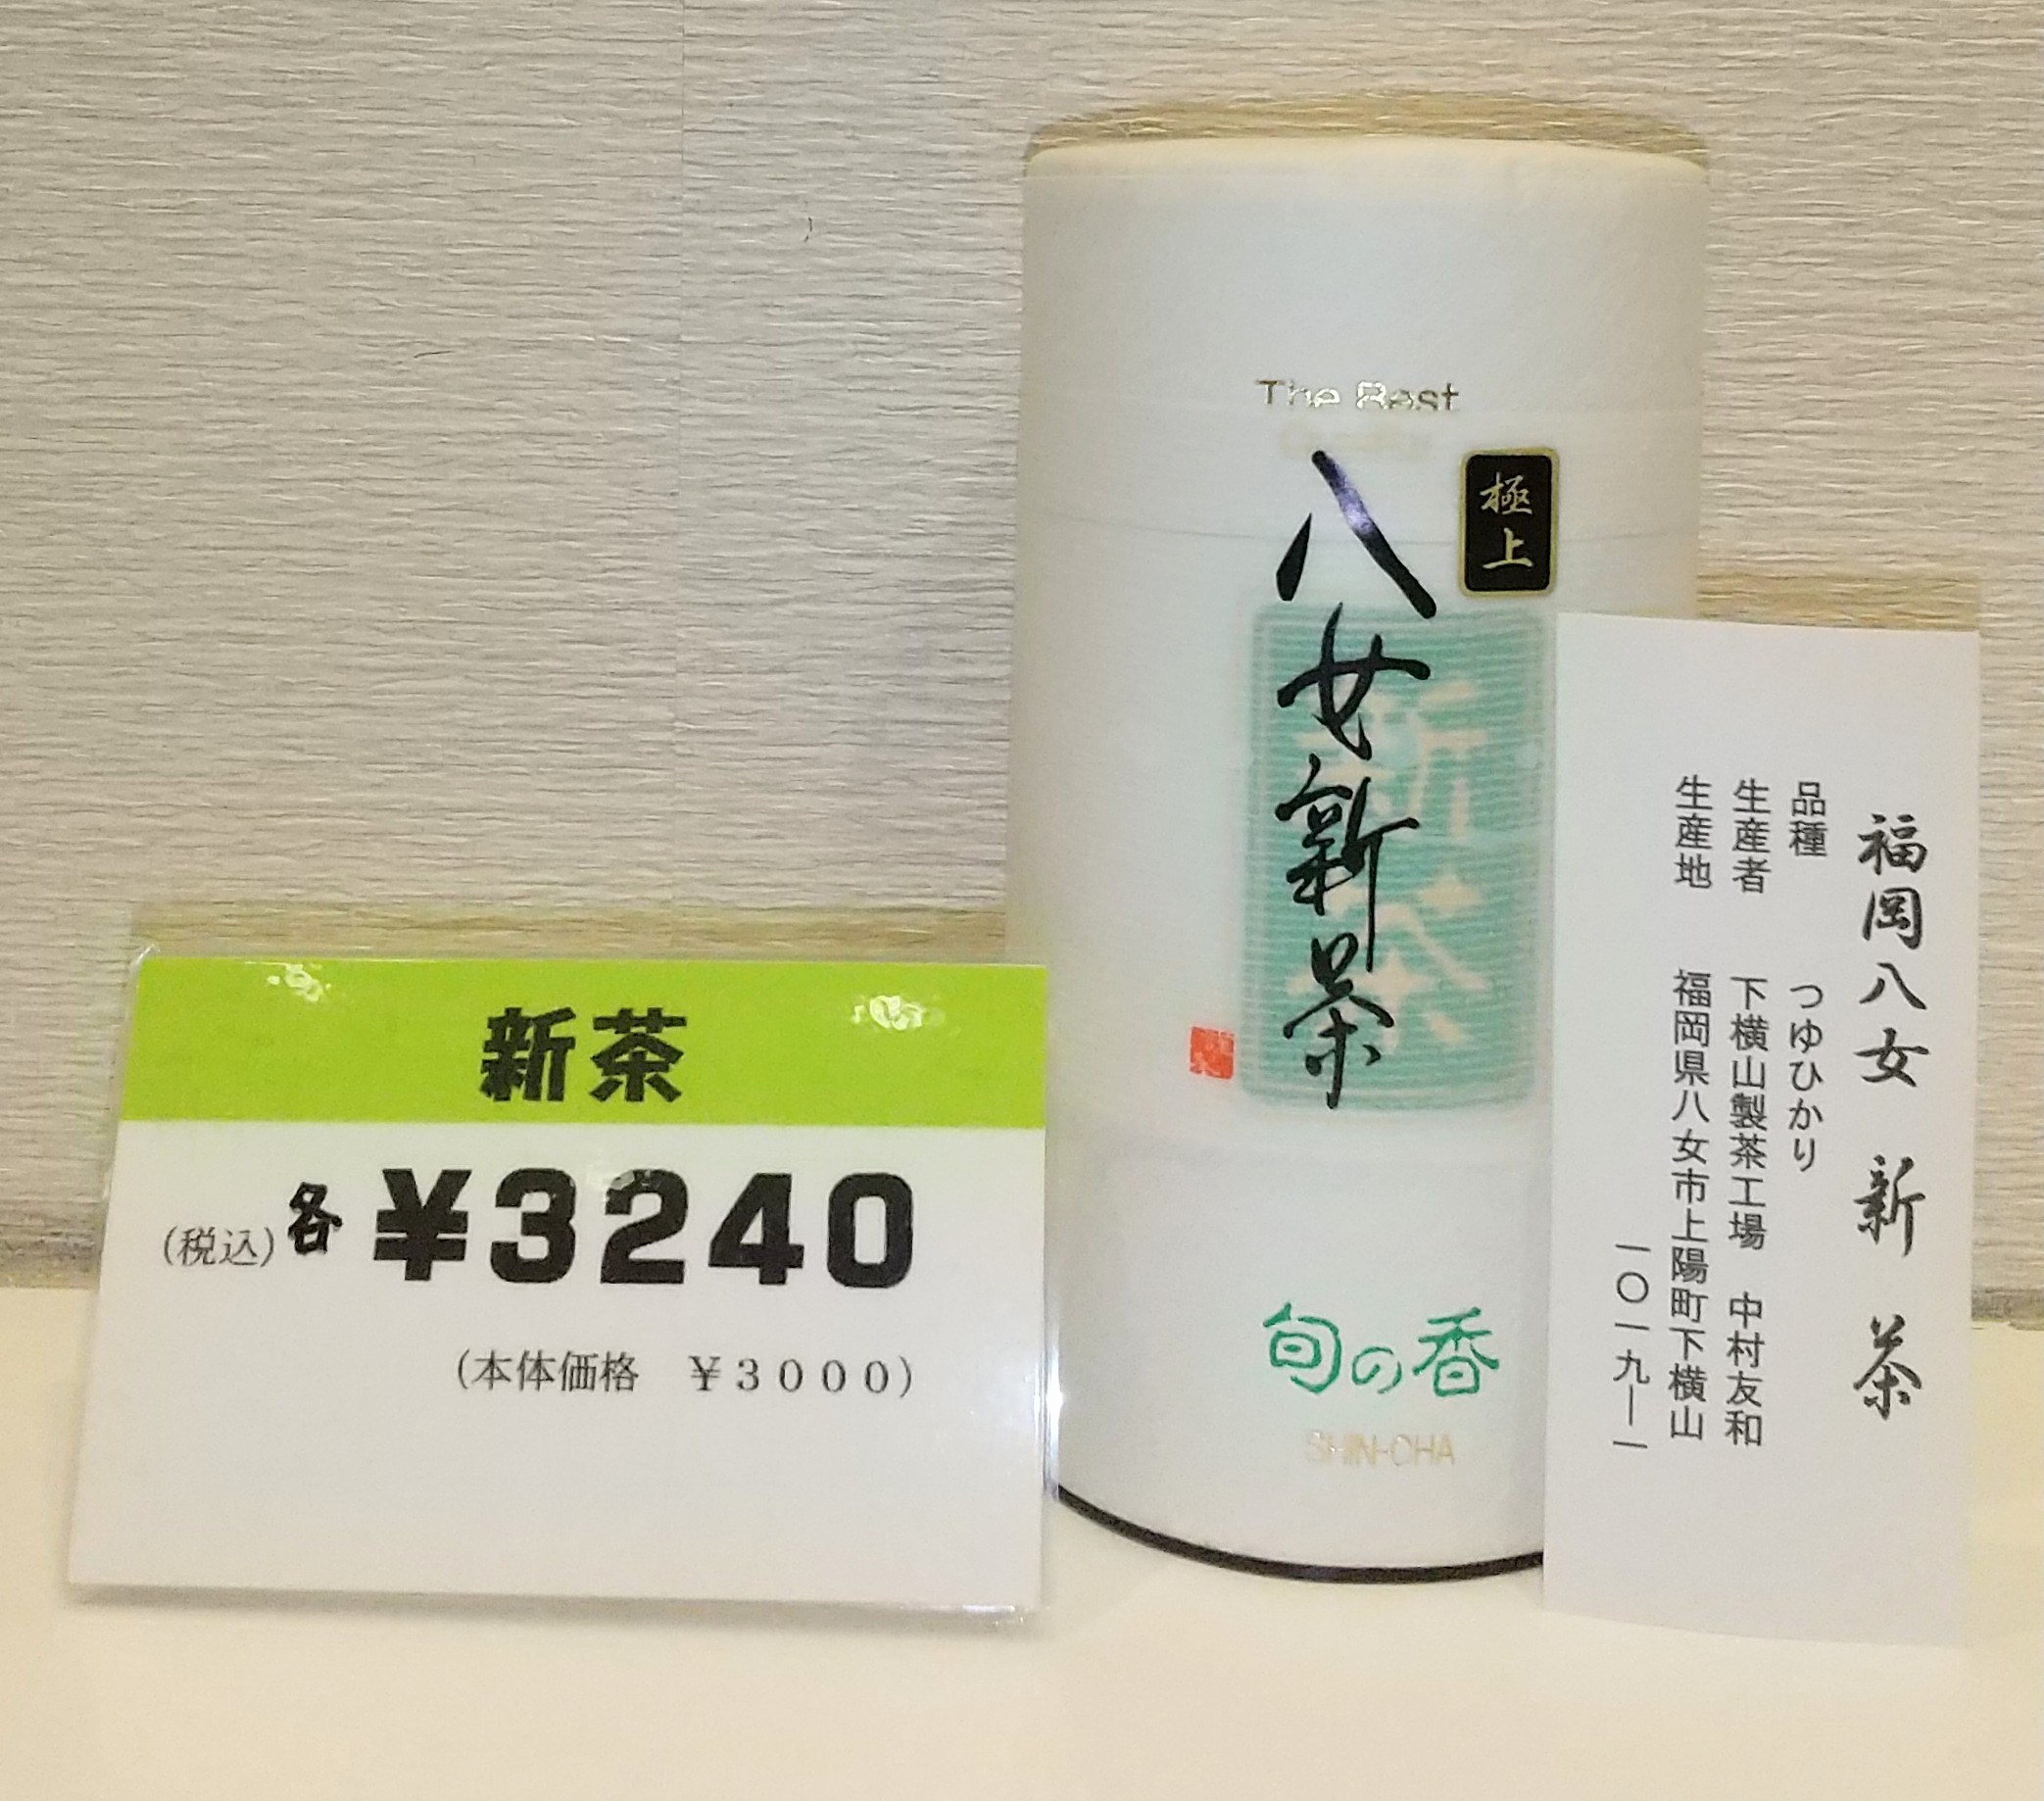 新茶
(税込)各 ¥3240
(本体価格 ¥3000)
The Best
極上
八女新茶
新茶
旬の香
SHIN-CHA
福岡八女 新 茶
品種 つゆひかり
生産者 下横山製茶工場 中村友和
生産地 福岡県八女市上陽町下横山
一〇一九―一